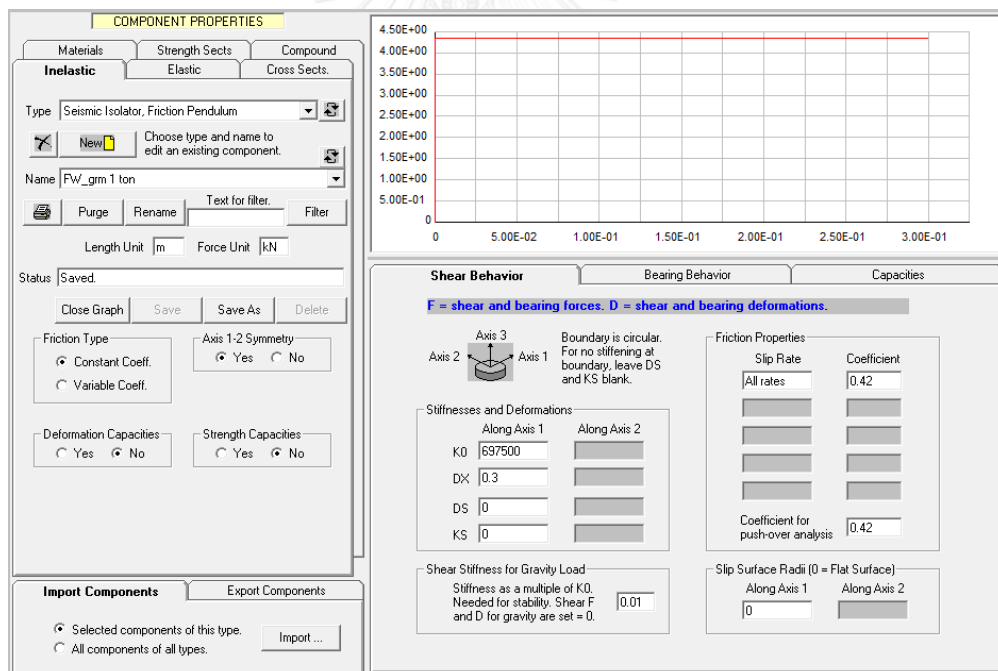 COMPONENT PROPERTIES
Materials
Strength Sects
Compound
Inelastic
Elastic
Cross Sects.
Type
Seismic Isolator, Friction Pendulum
New
Choose type and name to
edit an existing component.
Name
FW_grm 1 ton
Purge
Rename
Text for filter.
Filter
Length Unit
m
Force Unit
kN
Status
Saved.
Close Graph
Save
Save As
Delete
Friction Type
Constant Coeff.
Variable Coeff.
Axis 1-2 Symmetry
Yes
No
Deformation Capacities
Yes
No
Strength Capacities
Yes
No
Import Components
Export Components
Selected components of this type.
All components of all types.
Import ...
4.50E+00
4.00E+00
3.50E+00
3.00E+00
2.50E+00
2.00E+00
1.50E+00
1.00E+00
5.00E-01
0
0
5.00E-02
1.00E-01
1.50E-01
2.00E-01
2.50E-01
3.00E-01
Shear Behavior
Bearing Behavior
Capacities
F = shear and bearing forces. D = shear and bearing deformations.
Axis 3
Axis 2
Axis 1
Boundary is circular.
For no stiffening at
boundary, leave DS
and KS blank.
Stiffnesses and Deformations
Along Axis 1
Along Axis 2
K0
697500
DX
0.3
DS
0
KS
0
Shear Stiffness for Gravity Load
Stiffness as a multiple of K0.
Needed for stability. Shear F
and D for gravity are set = 0.
0.01
Friction Properties
Slip Rate
Coefficient
All rates
0.42
Coefficient for
push-over analysis
0.42
Slip Surface Radii (0 = Flat Surface)
Along Axis 1
Along Axis 2
0